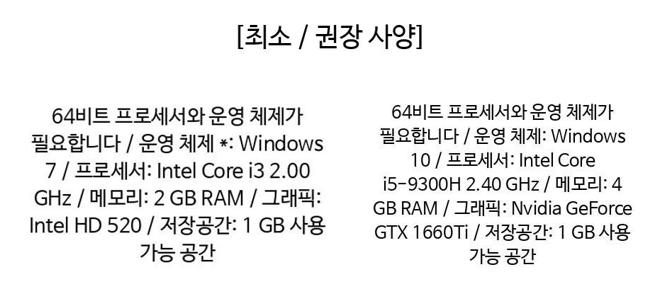 [최소 / 권장 사양]
64비트 프로세서와 운영 체제가
필요합니다 / 운영 체제 *: Windows
7 / 프로세서: Intel Core i3 2.00
GHz / 메모리: 2 GB RAM / 그래픽:
Intel HD 520 / 저장공간: 1 GB 사용
가능 공간
64비트 프로세서와 운영 체제가
필요합니다 / 운영 체제: Windows
10 / 프로세서: Intel Core
i5-9300H 2.40 GHz / 메모리: 4
GB RAM / 그래픽: Nvidia GeForce
GTX 1660Ti / 저장공간: 1 GB 사용
가능 공간